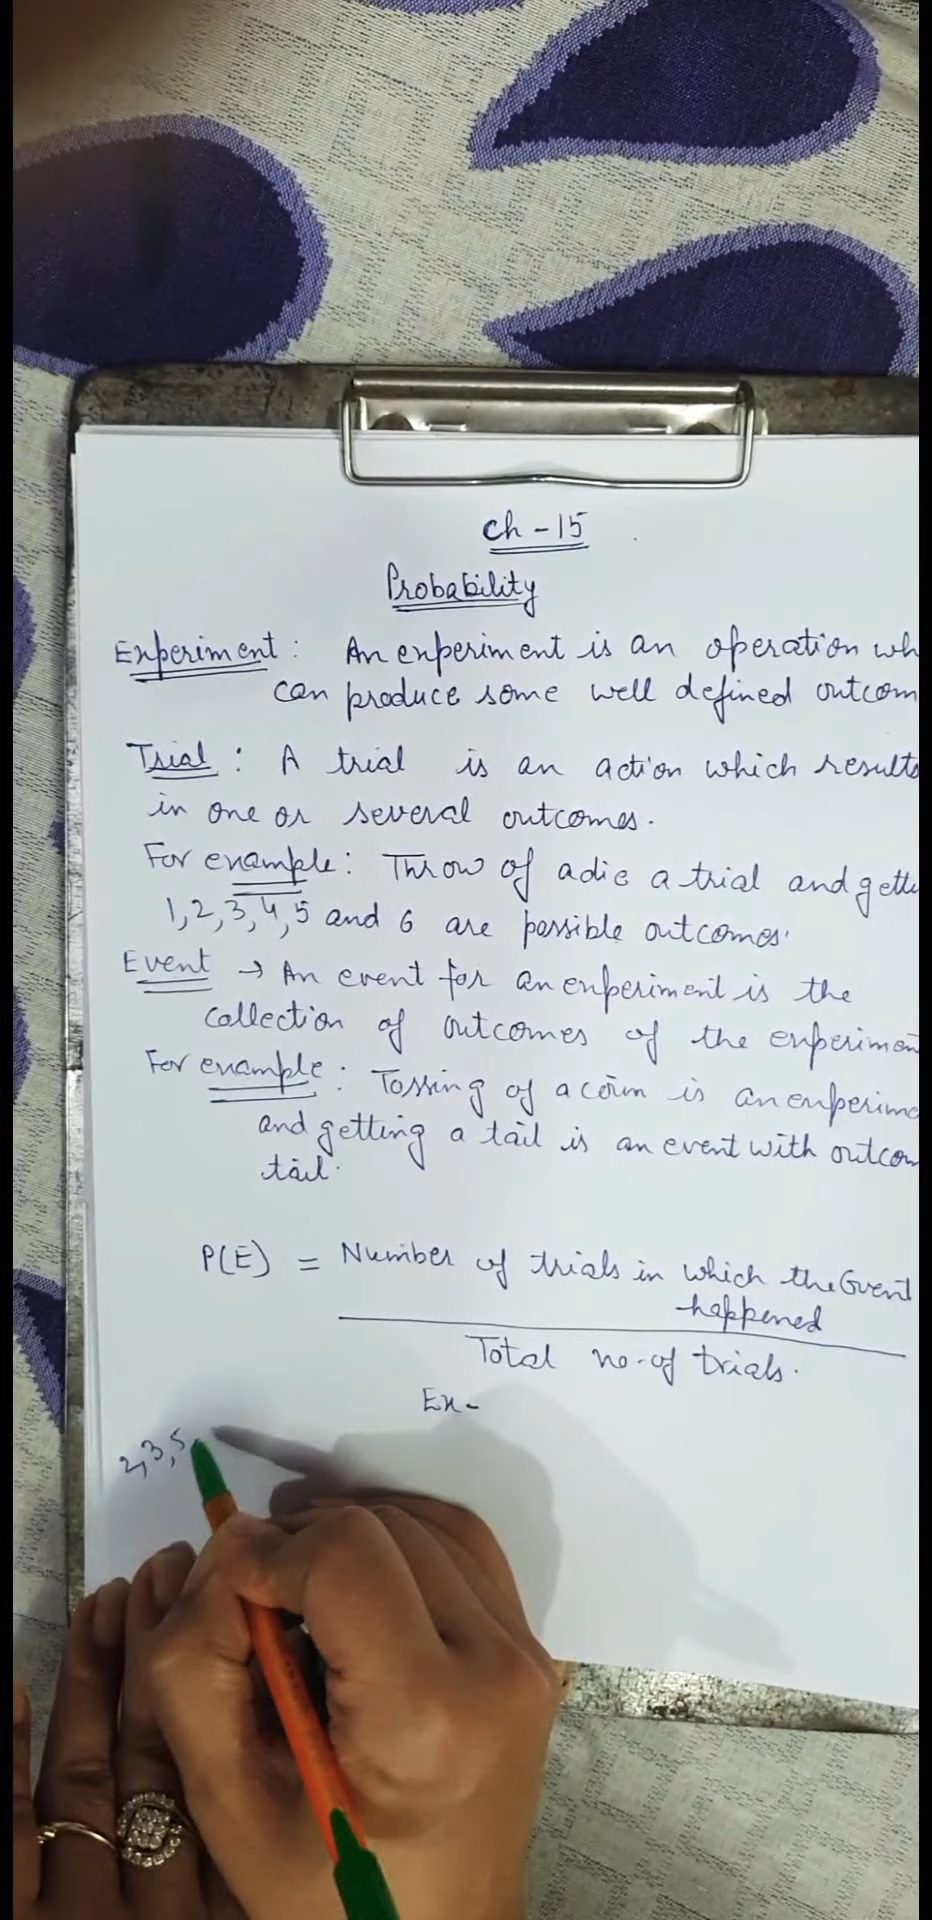 Ch - 15
Probability
Experiment : An experiment is an operation wh
can produce some well defined outcom
Trial : A trial is an action which results
in one or several outcomes.
For example : Throw of a die a trial and gett
1, 2, 3, 4, 5 and 6 are possible outcomes.
Event → An event for an experiment is the
collection of outcomes of the experimen
For example : Tossing of a coin is an experime
and getting a tail is an event with outcom
tail.
P(E) = Number of trials in which the Event
happened
Total no. of trials.
Ex -
2, 3, 5,